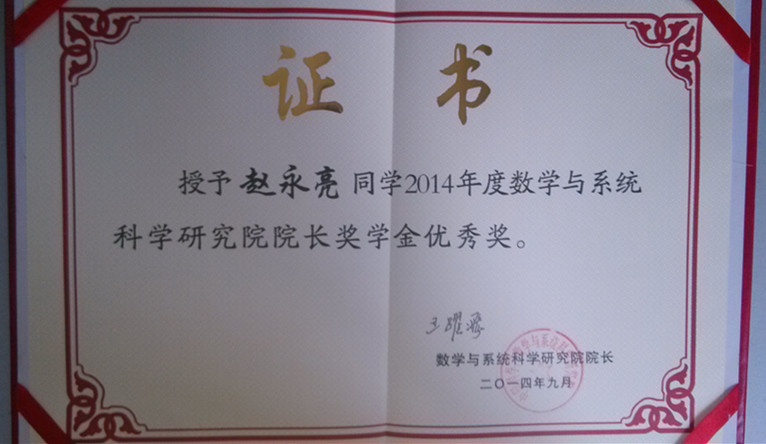 证 书
授予 赵永亮 同学2014年度数学与系统
科学研究院院长奖学金优秀奖。
王跃
数学与系统科学研究院院长
二〇一四年九月